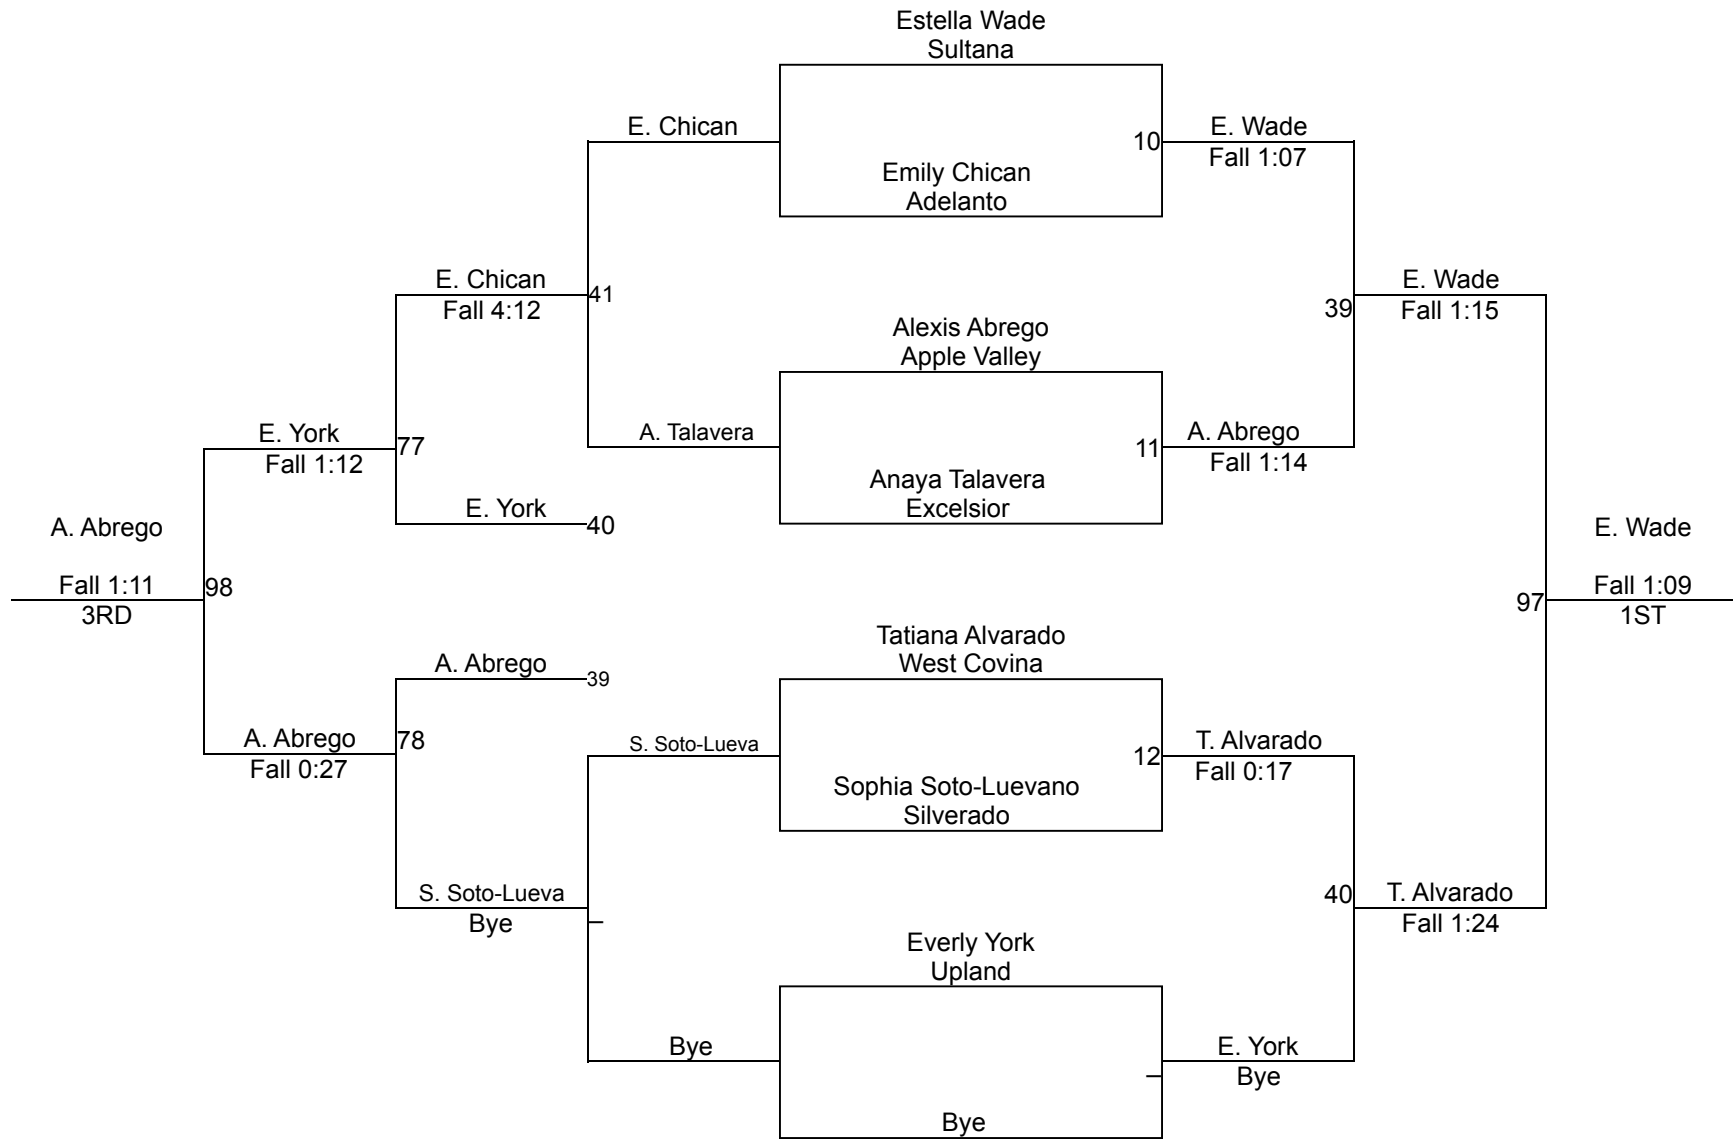 Estella Wade
Sultana
E. Chican
10
E. Wade
Fall 1:07
Emily Chican
Adelanto
E. Chican
41
Fall 4:12
39
E. Wade
Fall 1:15
Alexis Abrego
Apple Valley
E. York
77
Fall 1:12
A. Talavera
11
A. Abrego
Fall 1:14
Anaya Talavera
Excelsior
E. York
40
A. Abrego
Fall 1:11
98
3RD
E. Wade
Fall 1:09
97
1ST
Tatiana Alvarado
West Covina
A. Abrego
39
A. Abrego
78
Fall 0:27
S. Soto-Lueva
12
T. Alvarado
Fall 0:17
Sophia Soto-Luevano
Silverado
S. Soto-Lueva
Bye
40
T. Alvarado
Fall 1:24
Everly York
Upland
Bye
E. York
Bye
Bye